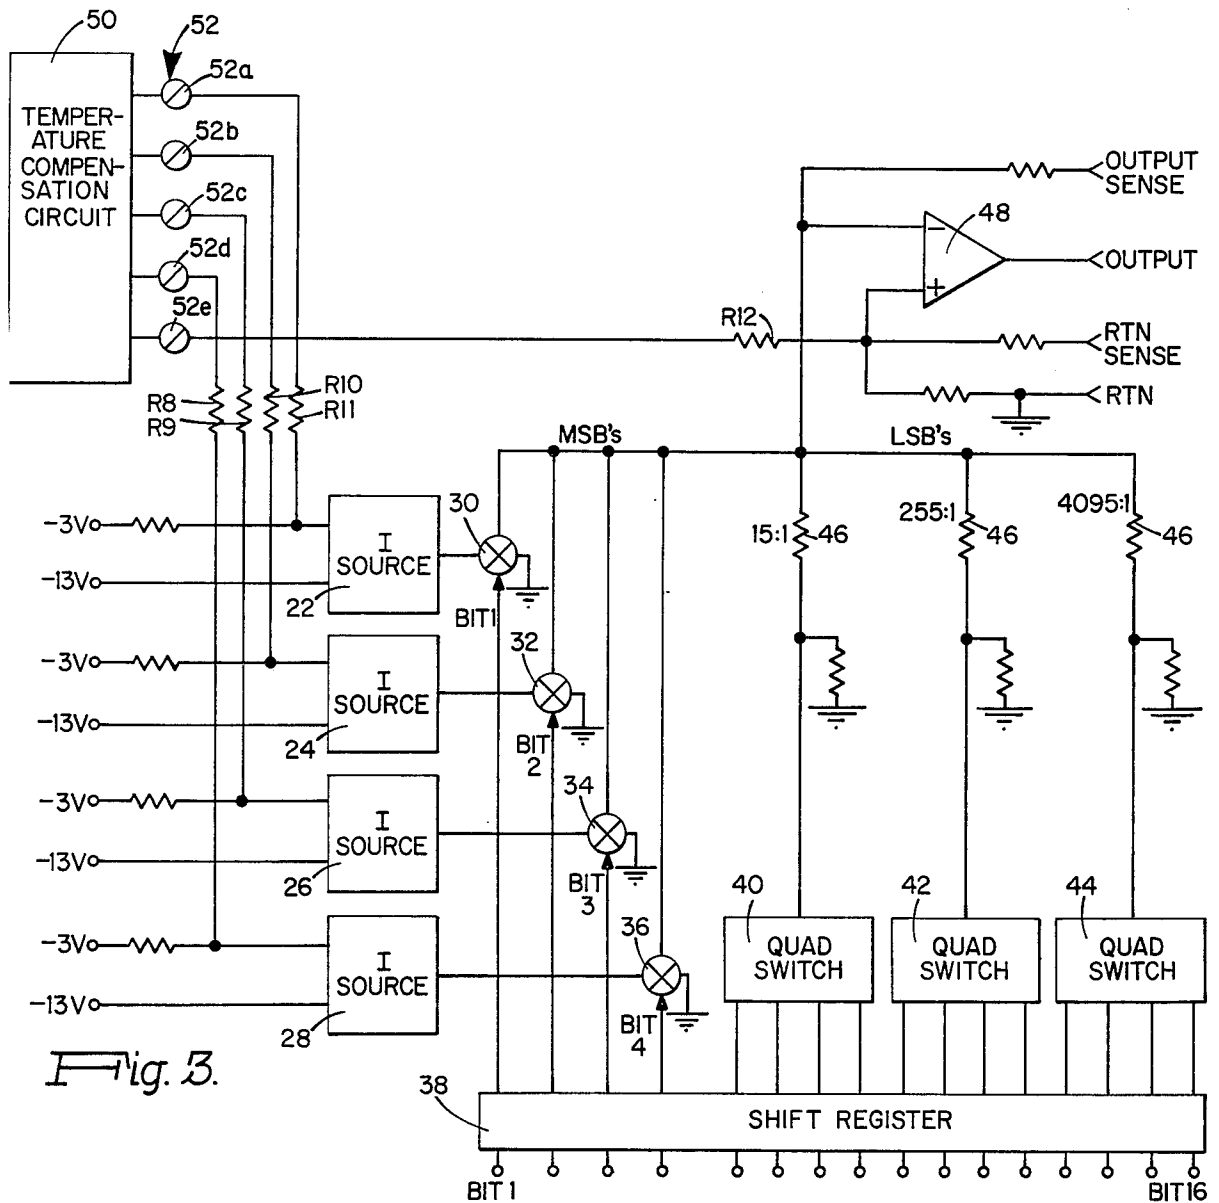 50
52
52a
52b
52c
52d
52e
TEMPER-
ATURE
COMPEN-
SATION
CIRCUIT
OUTPUT
SENSE
48
−
+
OUTPUT
R12
RTN
SENSE
RTN
R8
R9
R10
R11
MSB's
LSB's
-3V
-13V
I
SOURCE
22
30
BIT 1
15:1
46
255:1
46
4095:1
46
-3V
-13V
I
SOURCE
24
32
BIT
2
-3V
-13V
I
SOURCE
26
34
BIT
3
-3V
-13V
I
SOURCE
28
36
BIT
4
40
QUAD
SWITCH
42
QUAD
SWITCH
44
QUAD
SWITCH
Fig. 3.
38
SHIFT REGISTER
BIT 1
BIT 16